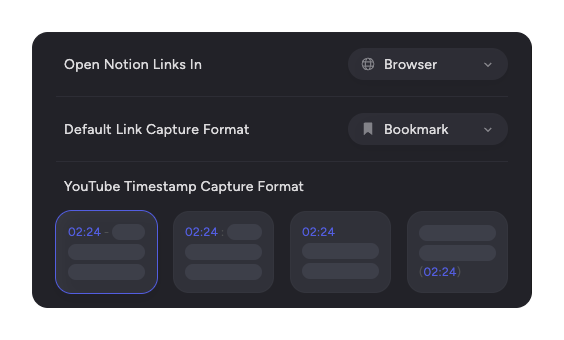 Open Notion Links In
Browser
Default Link Capture Format
Bookmark
YouTube Timestamp Capture Format
02:24 -
02:24 :
02:24
(02:24)